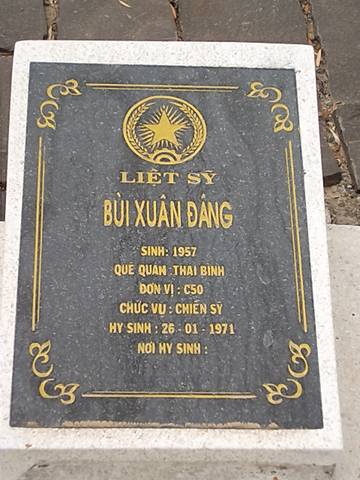 LIỆT SỸ
BÙI XUÂN ĐÁNG
SINH: 1957
QUÊ QUÁN :THÁI BÌNH
ĐƠN VỊ : C50
CHỨC VỤ : CHIẾN SỸ
HY SINH : 26 - 01 - 1971
NƠI HY SINH :